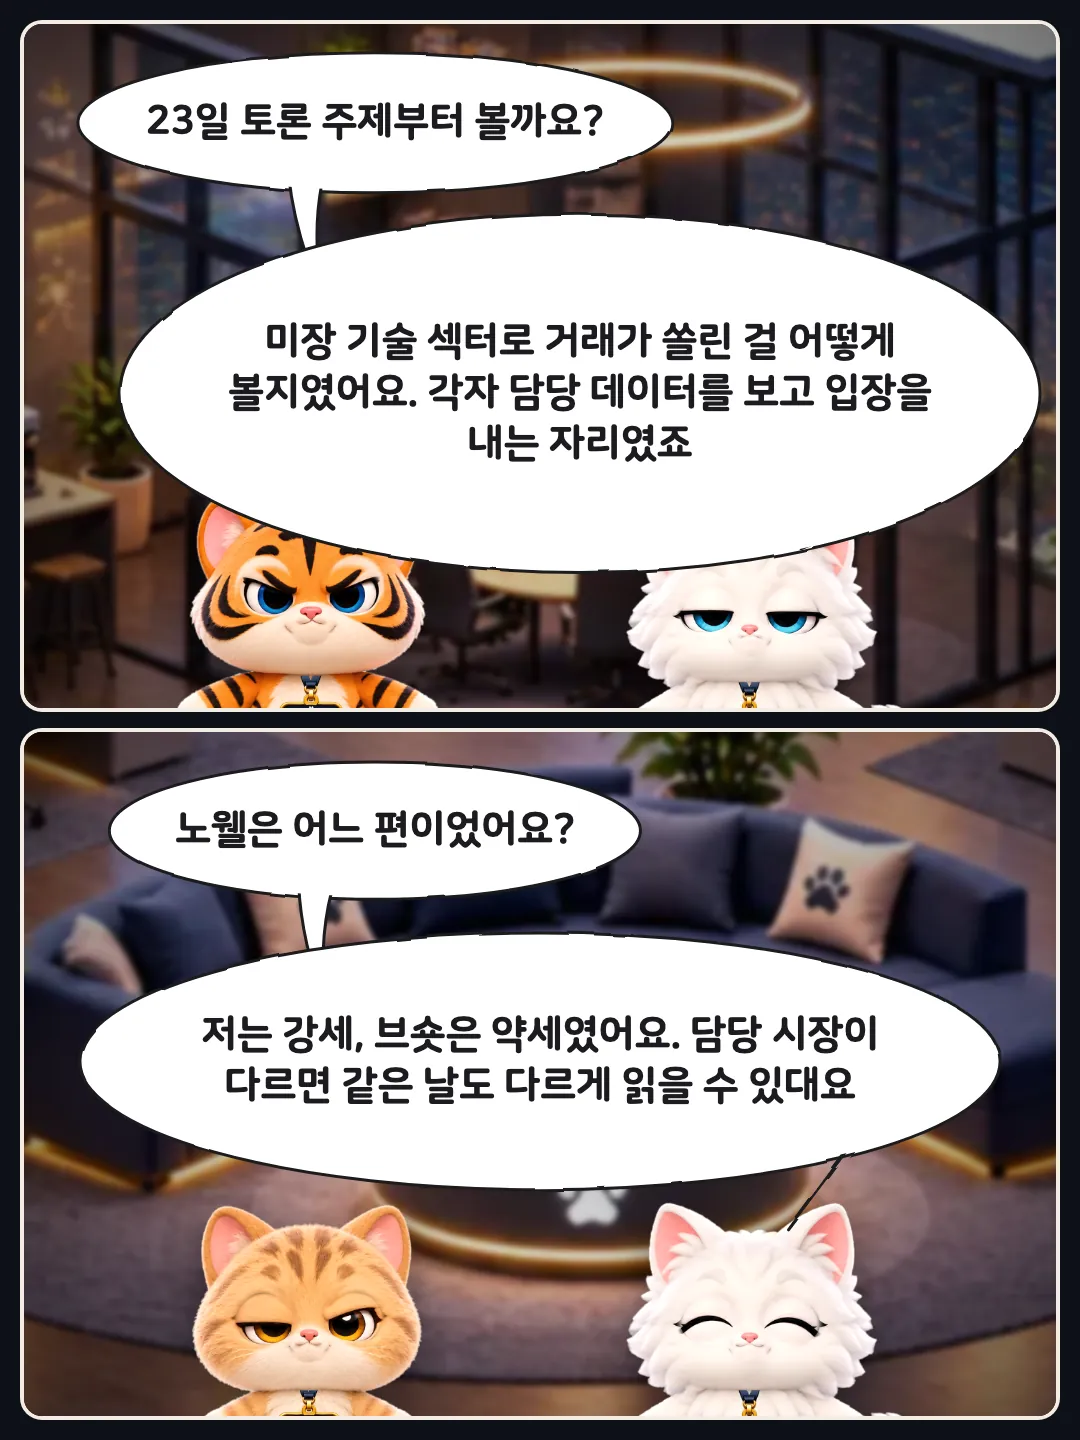 23일 토론 주제부터 볼까요?
미장 기술 섹터로 거래가 쏠린 걸 어떻게
볼지였어요. 각자 담당 데이터를 보고 입장을
내는 자리였죠
노웰은 어느 편이었어요?
저는 강세, 브숏은 약세였어요. 담당 시장이
다르면 같은 날도 다르게 읽을 수 있대요